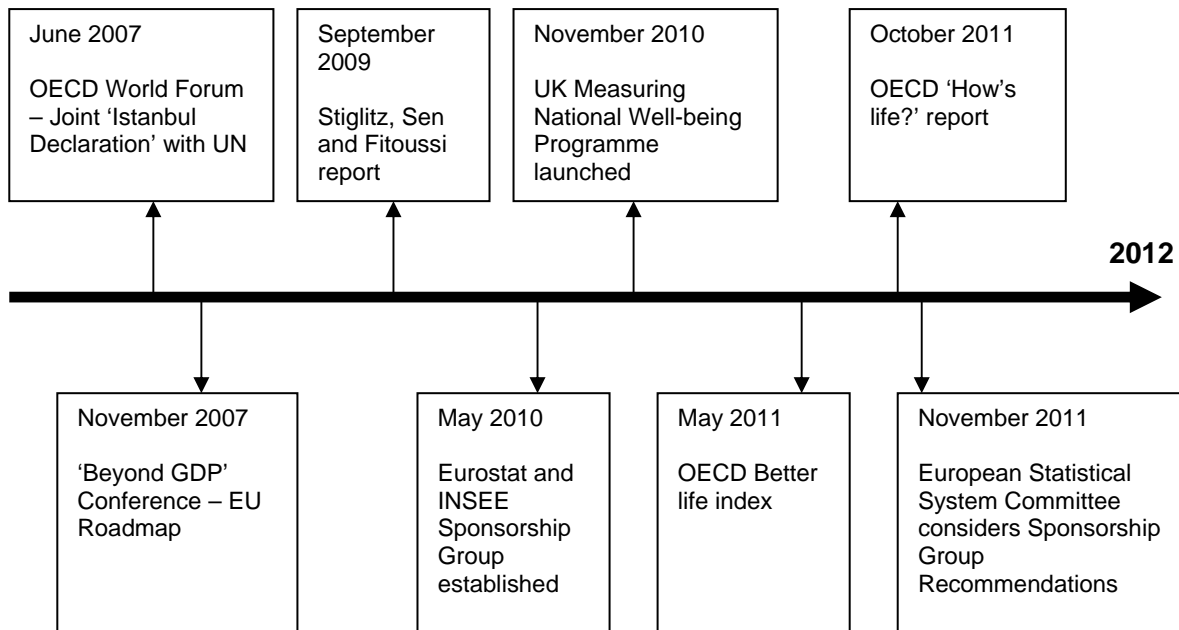 June 2007
OECD World Forum
– Joint ‘Istanbul
Declaration’ with UN
September
2009
Stiglitz, Sen
and Fitoussi
report
November 2010
UK Measuring
National Well-being
Programme
launched
October 2011
OECD ‘How’s
life?’ report
2012
November 2007
‘Beyond GDP’
Conference – EU
Roadmap
May 2010
Eurostat and
INSEE
Sponsorship
Group
established
May 2011
OECD Better
life index
November 2011
European Statistical
System Committee
considers Sponsorship
Group
Recommendations